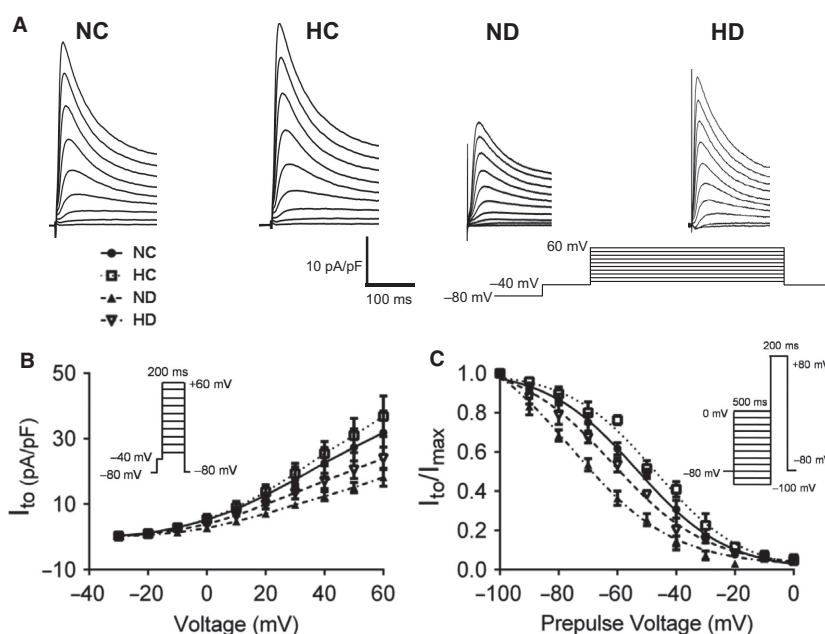 A
NC HC ND HD
NC
HC
ND
HD
10 pA/pF
100 ms
60 mV
−40 mV
−80 mV
B
50
30
10
−10
Ito (pA/pF)
−40 −20 0 20 40 60
Voltage (mV)
200 ms
+60 mV
−40 mV
−80 mV
−80 mV
C
1.0
0.8
0.6
0.4
0.2
0.0
Ito/Imax
−100 −80 −60 −40 −20 0
Prepulse Voltage (mV)
200 ms
+80 mV
500 ms
0 mV
−80 mV
−80 mV
−100 mV